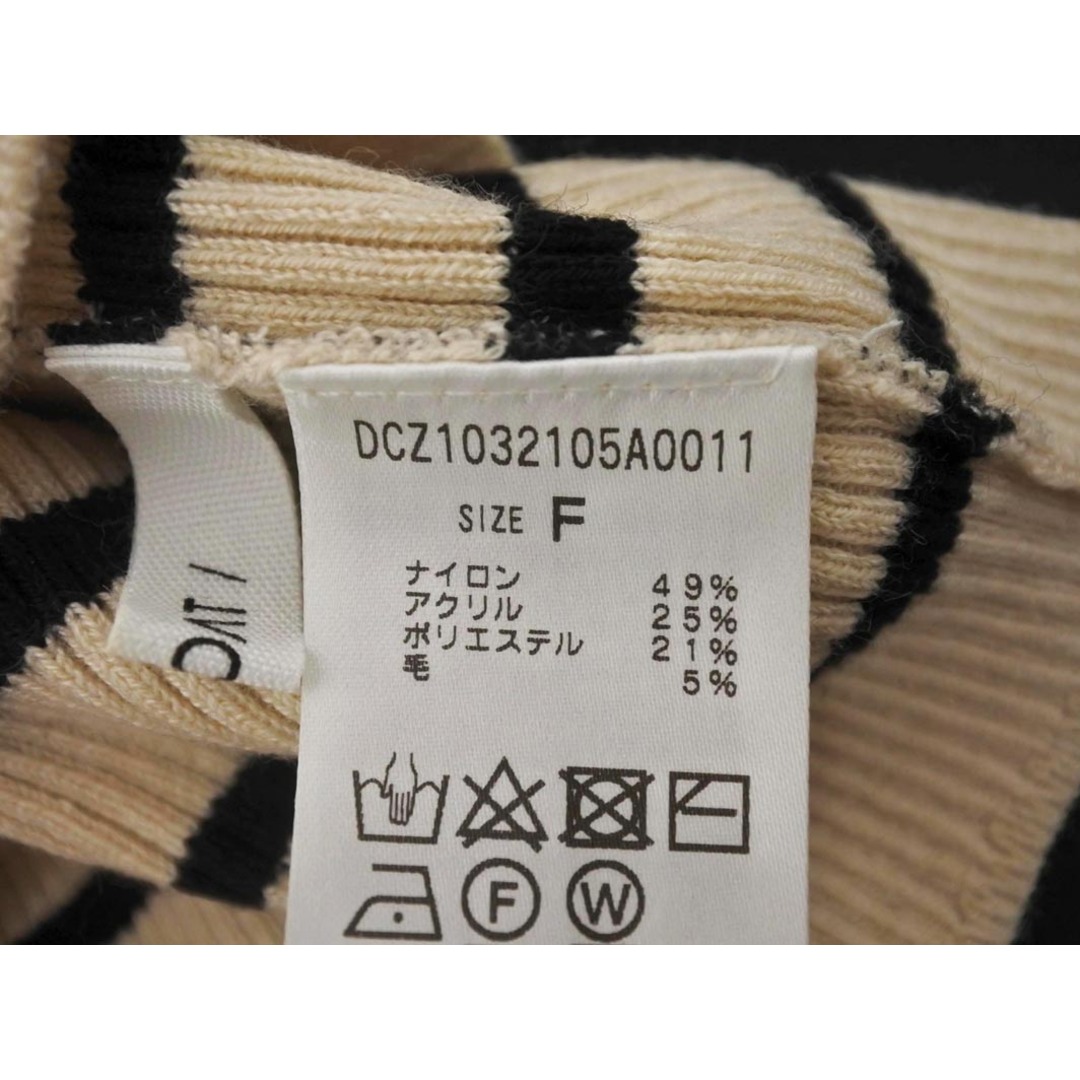 DCZ1032105A0011
SIZE F
ナイロン 49%
アクリル 25%
ポリエステル 21%
毛 5%
F W